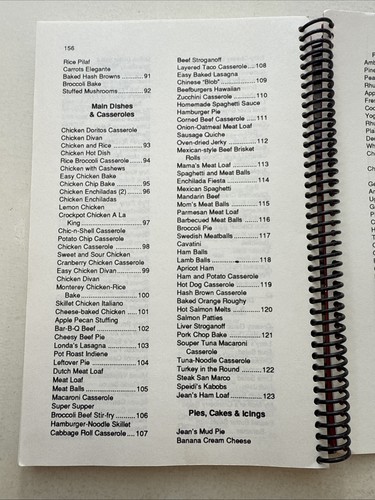 156
Rice Pilaf
Carrots Elegante
Baked Hash Browns .......... 91
Broccoli Bake
Stuffed Mushrooms .......... 92
Main Dishes
& Casseroles
Chicken Doritos Casserole
Chicken Divan
Chicken and Rice .......... 93
Chicken Hot Dish
Rice Broccoli Casserole ..... 94
Chicken with Cashews
Easy Chicken Bake
Chicken Chip Bake .......... 95
Chicken Enchiladas (2) ...... 96
Chicken Enchiladas
Lemon Chicken
Crockpot Chicken A La
King .......... 97
Chic-n-Shell Casserole
Potato Chip Casserole
Chicken Casserole .......... 98
Sweet and Sour Chicken
Cranberry Chicken Casserole
Easy Chicken Divan .......... 99
Chicken Divan
Monterey Chicken-Rice
Bake .......... 100
Skillet Chicken Italiano
Cheese-baked Chicken .... 101
Apple Pecan Stuffing
Bar-B-Q Beef .......... 102
Cheesy Beef Pie
Londa's Lasagna .......... 103
Pot Roast Indiene
Leftover Pie .......... 104
Dutch Meat Loaf
Meat Loaf
Meat Balls .......... 105
Macaroni Casserole
Super Supper
Broccoli Beef Stir-fry ........ 106
Hamburger-Noodle Skillet
Cabbage Roll Casserole .... 107
Beef Stroganoff
Layered Taco Casserole ... 108
Easy Baked Lasagna
Chinese "Blob" .......... 109
Beefburgers Hawaiian
Zucchini Casserole .......... 110
Homemade Spaghetti Sauce
Hamburger Pie
Corned Beef Casserole .... 111
Onion-Oatmeal Meat Loaf
Sausage Quiche
Oven-dried Jerky .......... 112
Mexican-style Beef Brisket
Rolls
Mama's Meat Loaf .......... 113
Spaghetti and Meat Balls
Enchilada Fiesta .......... 114
Mexican Spaghetti
Mandarin Beef
Mom's Meat Balls .......... 115
Parmesan Meat Loaf
Barbecued Meat Balls ...... 116
Broccoli Pie
Swedish Meatballs .......... 117
Cavatini
Ham Balls
Lamb Balls .......... 118
Apricot Ham
Ham and Potato Casserole
Hot Dog Casserole .......... 119
Hash Brown Casserole
Baked Orange Roughy
Hot Salmon Melts .......... 120
Salmon Patties
Liver Stroganoff
Pork Chop Bake .......... 121
Souper Tuna Macaroni
Casserole
Tuna-Noodle Casserole
Turkey in the Round ........ 122
Steak San Marco
Speidi's Kabobs
Jean's Ham Loaf .......... 123
Pies, Cakes & Icings
Jean's Mud Pie
Banana Cream Cheese